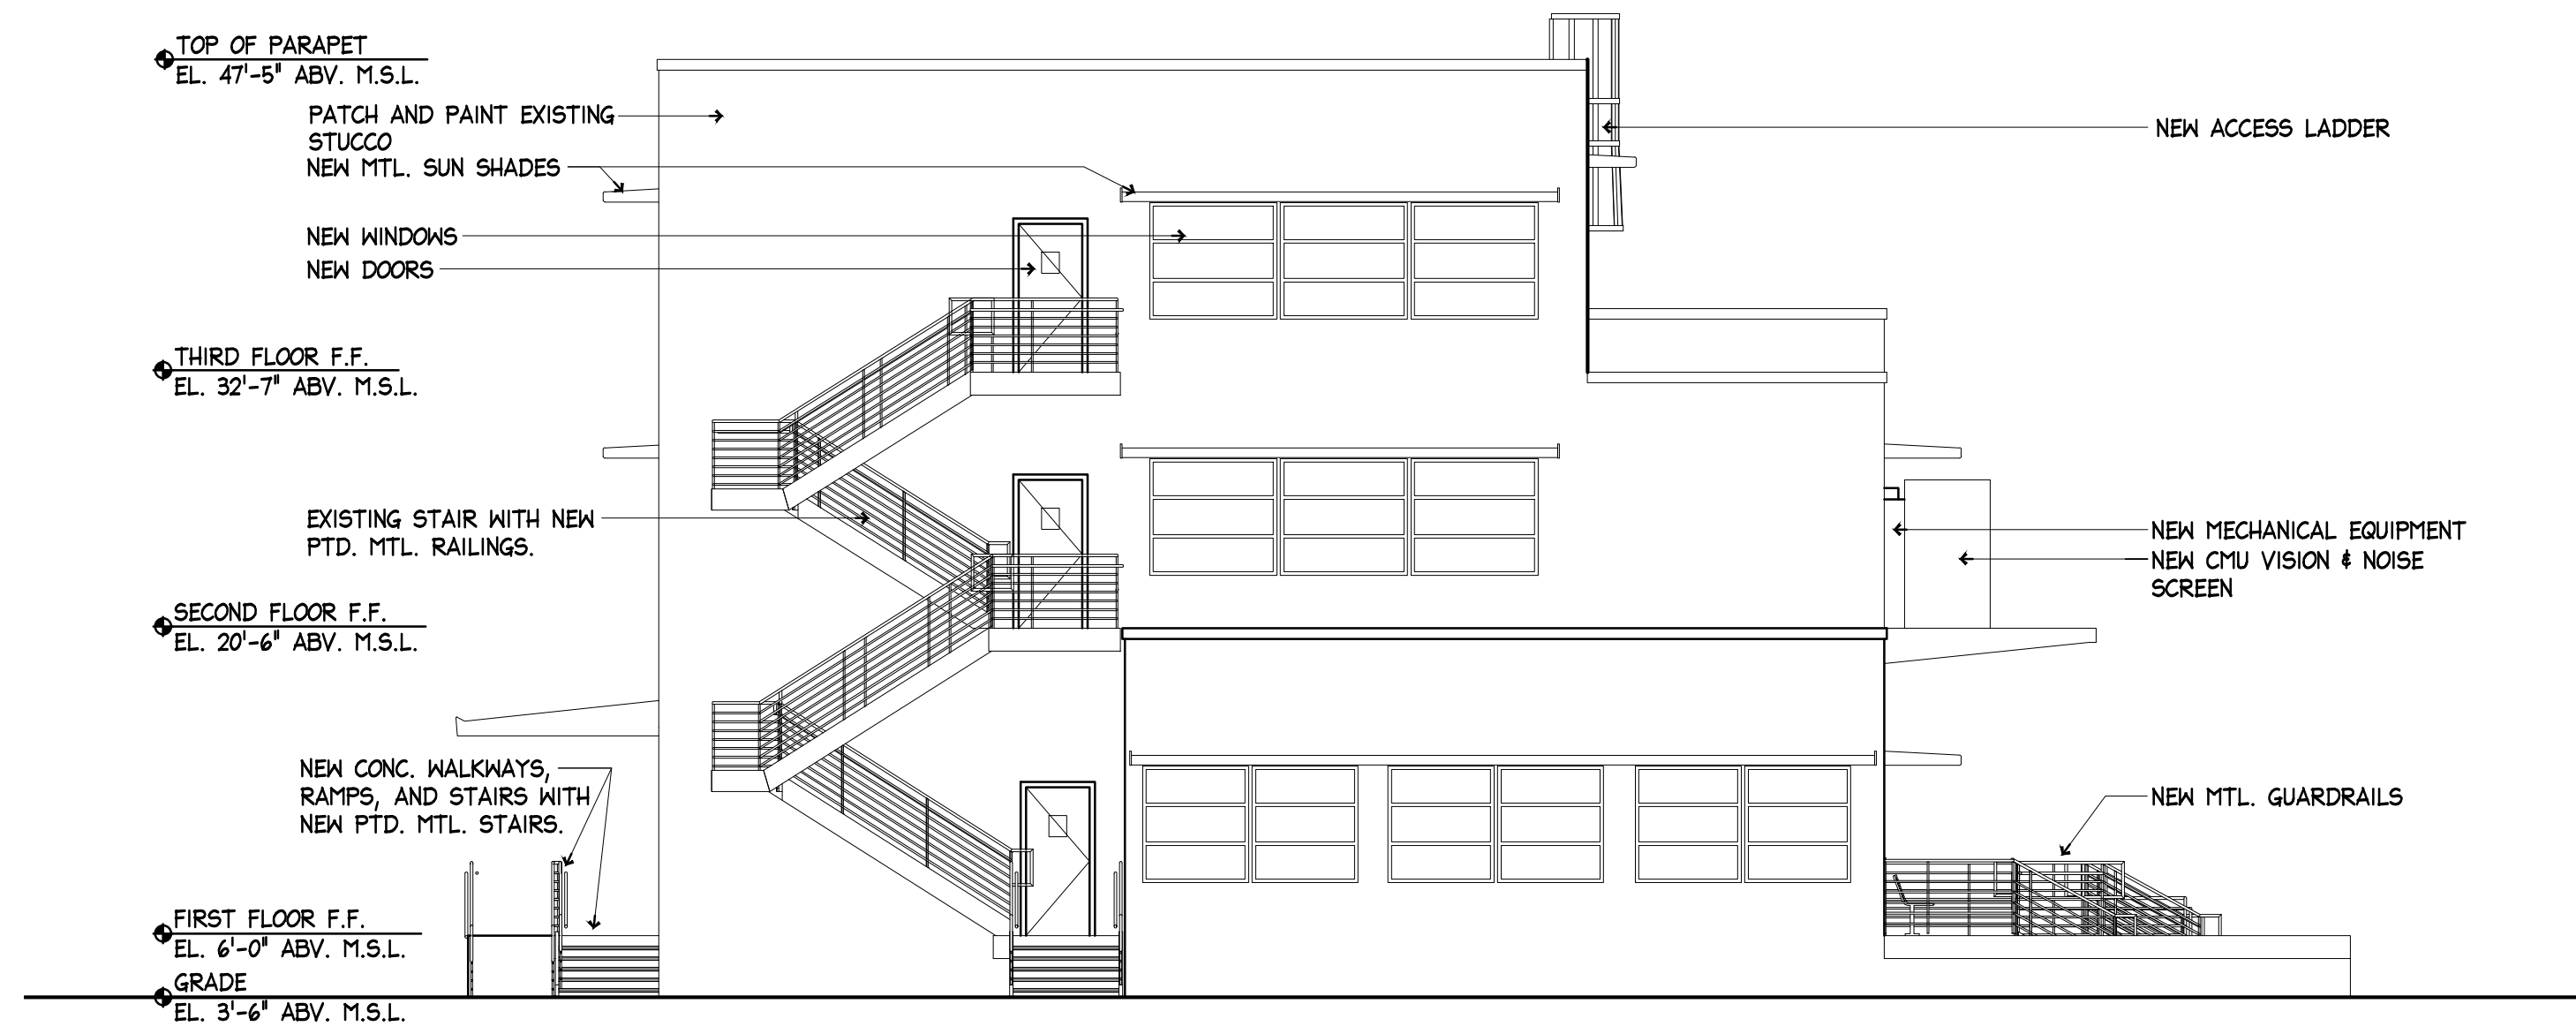 TOP OF PARAPET
EL. 47'-5" ABV. M.S.L.
PATCH AND PAINT EXISTING
STUCCO
NEW MTL. SUN SHADES
NEW ACCESS LADDER
NEW WINDOWS
NEW DOORS
THIRD FLOOR F.F.
EL. 32'-7" ABV. M.S.L.
EXISTING STAIR WITH NEW
PTD. MTL. RAILINGS.
NEW MECHANICAL EQUIPMENT
NEW CMU VISION & NOISE
SCREEN
SECOND FLOOR F.F.
EL. 20'-6" ABV. M.S.L.
NEW CONC. WALKWAYS,
RAMPS, AND STAIRS WITH
NEW PTD. MTL. STAIRS.
NEW MTL. GUARDRAILS
FIRST FLOOR F.F.
EL. 6'-0" ABV. M.S.L.
GRADE
EL. 3'-6" ABV. M.S.L.